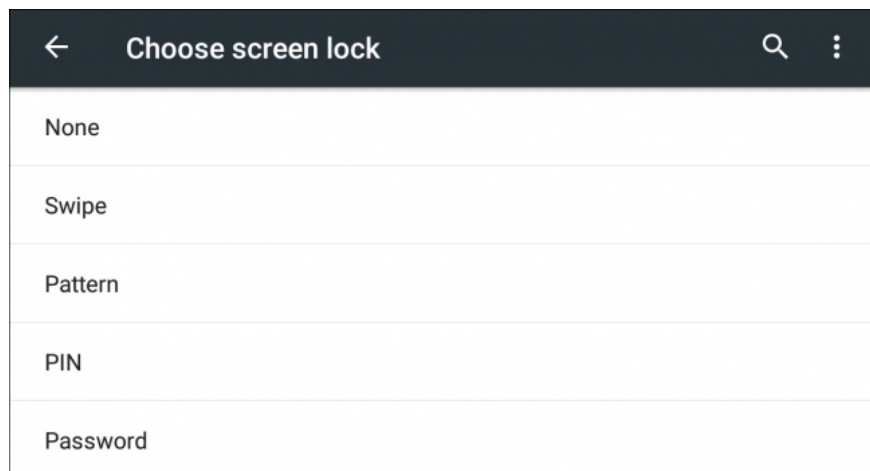 Choose screen lock
None
Swipe
Pattern
PIN
Password